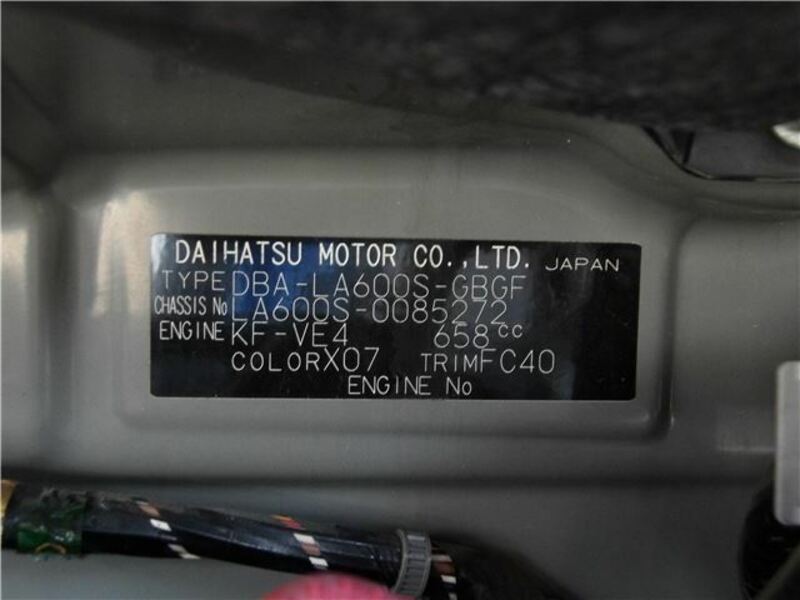 DAIHATSU MOTOR CO.,LTD. JAPAN
TYPE DBA-LA600S-GBGF
CHASSIS No LA600S-0085272
ENGINE KF-VE4 658cc
COLOR X07 TRIM FC40
ENGINE No